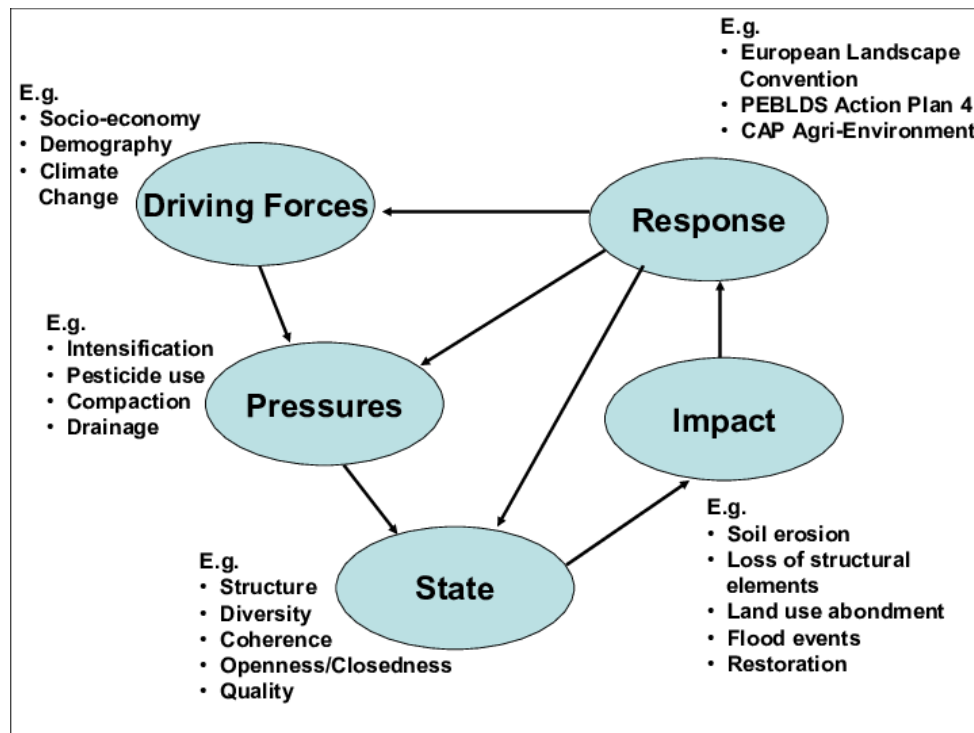 E.g.
• European Landscape
Convention
• PEBLDS Action Plan 4
• CAP Agri-Environment
E.g.
• Socio-economy
• Demography
• Climate
Change
Driving Forces
Response
E.g.
• Intensification
• Pesticide use
• Compaction
• Drainage
Pressures
Impact
E.g.
• Soil erosion
• Loss of structural
elements
• Land use abondment
• Flood events
• Restoration
E.g.
• Structure
• Diversity
• Coherence
• Openness/Closedness
• Quality
State